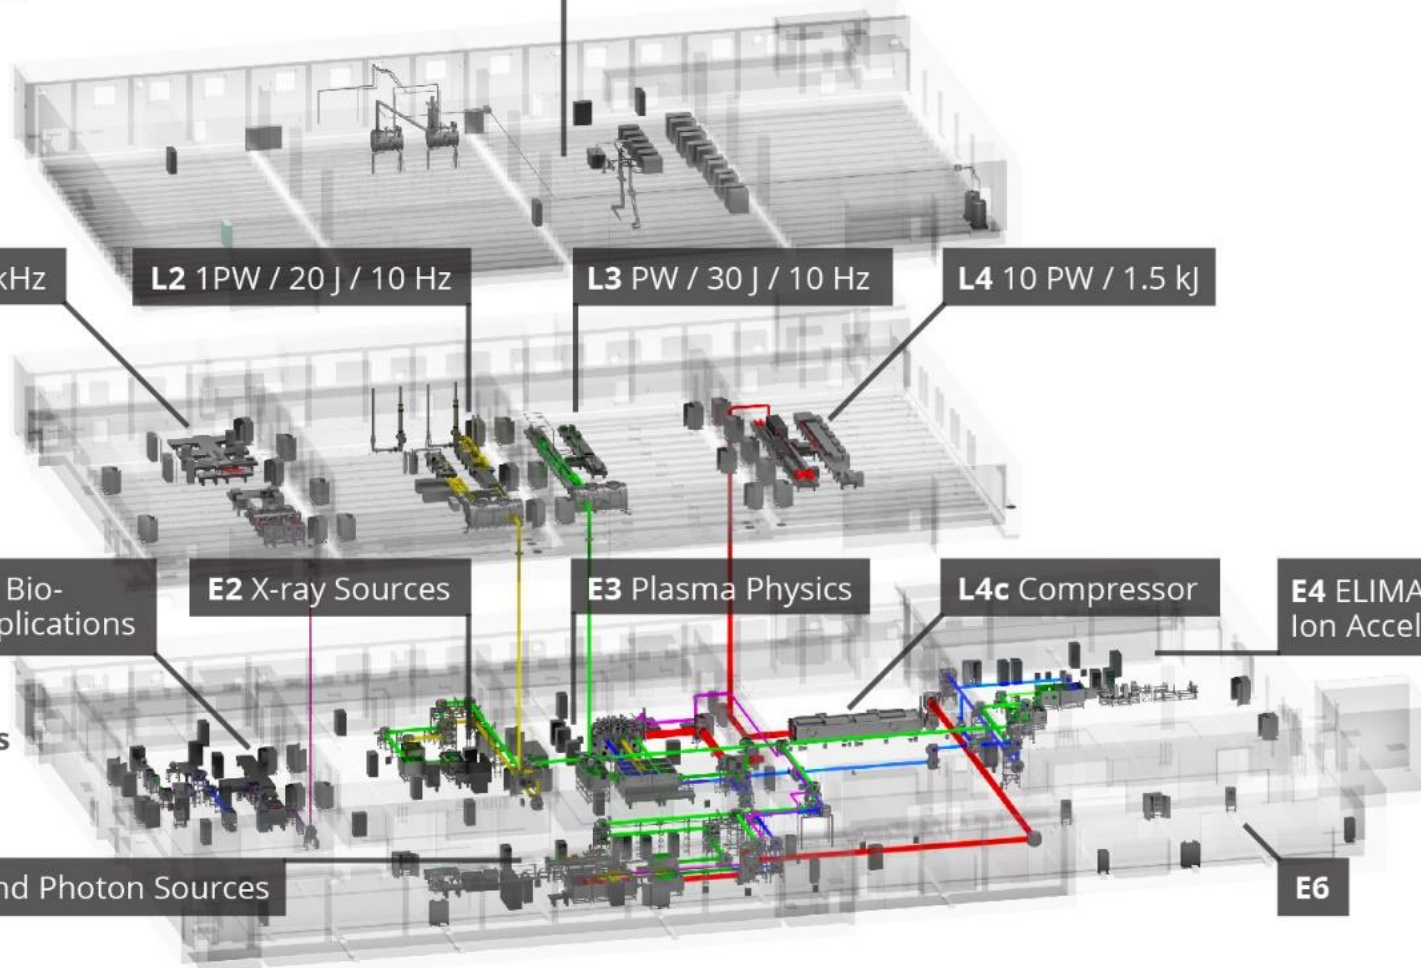 kHz
L2 1PW / 20 J / 10 Hz
L3 PW / 30 J / 10 Hz
L4 10 PW / 1.5 kJ
Bio-
plications
E2 X-ray Sources
E3 Plasma Physics
L4c Compressor
E4 ELIMA
Ion Accel
s
nd Photon Sources
E6